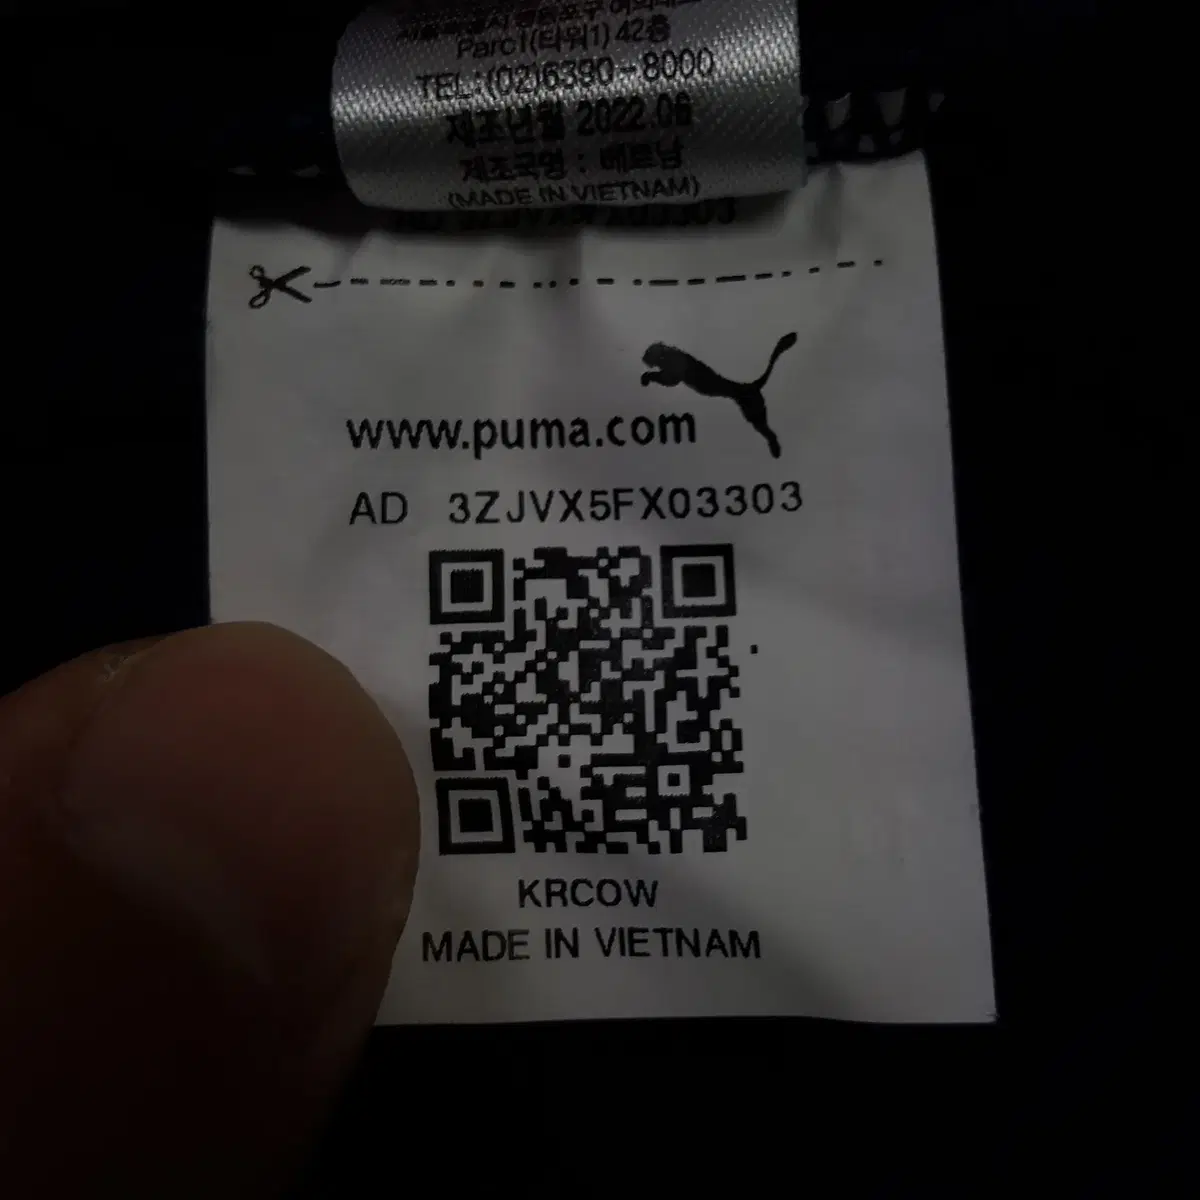 Parc1(타워1) 42층
TEL:(02)6390-8000
제조년월 2022.06
제조국명 : 베트남
(MADE IN VIETNAM)
www.puma.com
AD 3ZJVX5FX03303
KRCOW
MADE IN VIETNAM